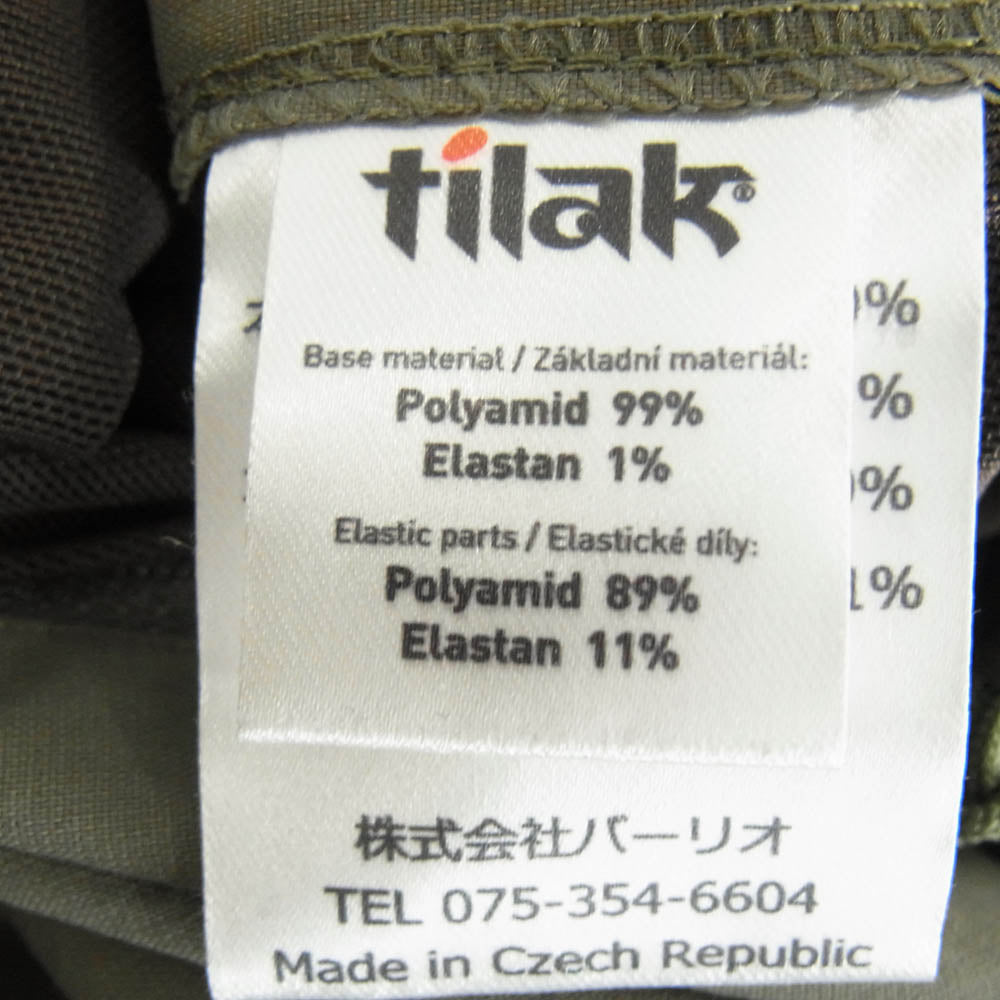 tilak®
Base material / Základní materiál:
Polyamid 99%
Elastan 1%
Elastic parts / Elastické díly:
Polyamid 89%
Elastan 11%
%
%
%
1%
株式会社バーリオ
TEL 075-354-6604
Made in Czech Republic